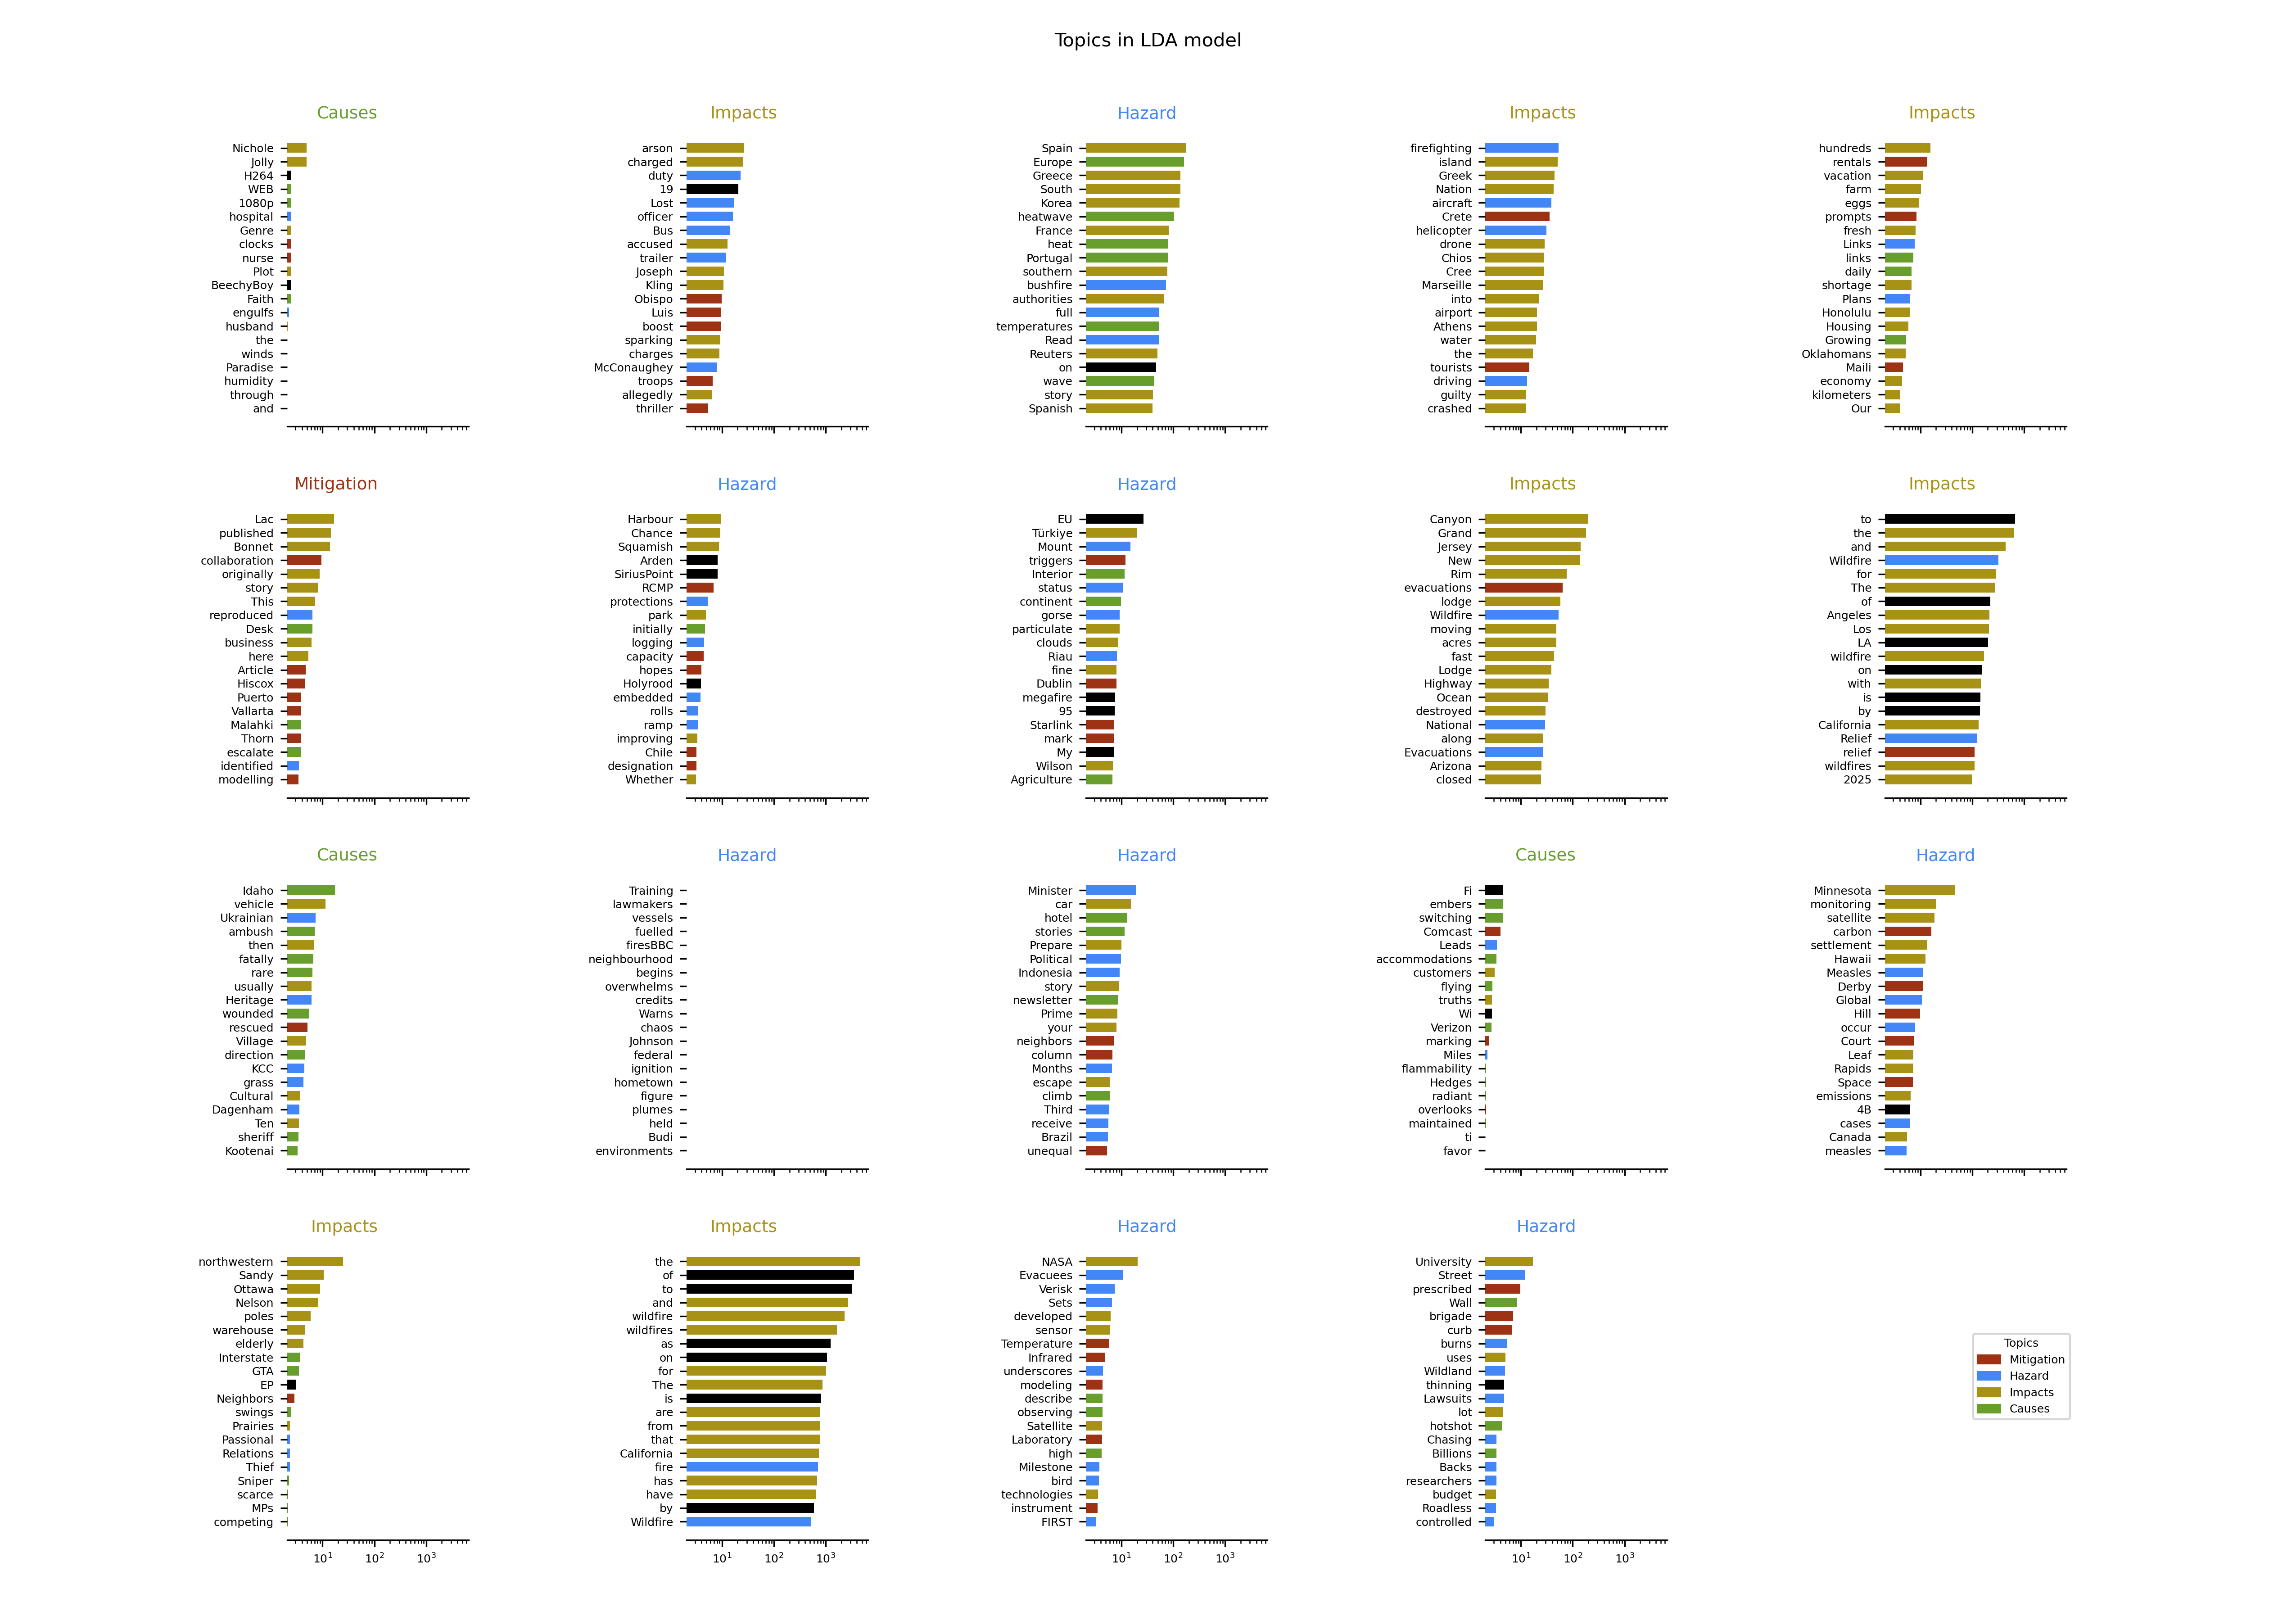 Topics in LDA model
Causes
Nichole
Jolly
H264
WEB
1080p
hospital
Genre
clocks
nurse
Plot
BeechyBoy
Faith
engulfs
husband
the
winds
Paradise
humidity
through
and
Impacts
arson
charged
duty
19
Lost
officer
Bus
accused
trailer
Joseph
Kling
Obispo
Luis
boost
sparking
charges
McConaughey
troops
allegedly
thriller
Hazard
Spain
Europe
Greece
South
Korea
heatwave
France
heat
Portugal
southern
bushfire
authorities
full
temperatures
Read
Reuters
on
wave
story
Spanish
Impacts
firefighting
island
Greek
Nation
aircraft
Crete
helicopter
drone
Chios
Cree
Marseille
into
airport
Athens
water
the
tourists
driving
guilty
crashed
Impacts
hundreds
rentals
vacation
farm
eggs
prompts
fresh
Links
links
daily
shortage
Plans
Honolulu
Housing
Growing
Oklahomans
Maili
economy
kilometers
Our
Mitigation
Lac
published
Bonnet
collaboration
originally
story
This
reproduced
Desk
business
here
Article
Hiscox
Puerto
Vallarta
Malahki
Thorn
escalate
identified
modelling
Hazard
Harbour
Chance
Squamish
Arden
SiriusPoint
RCMP
protections
park
initially
logging
capacity
hopes
Holyrood
embedded
rolls
ramp
improving
Chile
designation
Whether
Hazard
EU
Türkiye
Mount
triggers
Interior
status
continent
gorse
particulate
clouds
Riau
fine
Dublin
megafire
95
Starlink
mark
My
Wilson
Agriculture
Impacts
Canyon
Grand
Jersey
New
Rim
evacuations
lodge
Wildfire
moving
acres
fast
Lodge
Highway
Ocean
destroyed
National
along
Evacuations
Arizona
closed
Impacts
to
the
and
Wildfire
for
The
of
Angeles
Los
LA
wildfire
on
with
is
by
California
Relief
relief
wildfires
2025
Causes
Idaho
vehicle
Ukrainian
ambush
then
fatally
rare
usually
Heritage
wounded
rescued
Village
direction
KCC
grass
Cultural
Dagenham
Ten
sheriff
Kootenai
Hazard
Training
lawmakers
vessels
fuelled
firesBBC
neighbourhood
begins
overwhelms
credits
Warns
chaos
Johnson
federal
ignition
hometown
figure
plumes
held
Budi
environments
Hazard
Minister
car
hotel
stories
Prepare
Political
Indonesia
story
newsletter
Prime
your
neighbors
column
Months
escape
climb
Third
receive
Brazil
unequal
Causes
Fi
embers
switching
Comcast
Leads
accommodations
customers
flying
truths
Wi
Verizon
marking
Miles
flammability
Hedges
radiant
overlooks
maintained
ti
favor
Hazard
Minnesota
monitoring
satellite
carbon
settlement
Hawaii
Measles
Derby
Global
Hill
occur
Court
Leaf
Rapids
Space
emissions
4B
cases
Canada
measles
Impacts
northwestern
Sandy
Ottawa
Nelson
poles
warehouse
elderly
Interstate
GTA
EP
Neighbors
swings
Prairies
Passional
Relations
Thief
Sniper
scarce
MPs
competing
10¹ 10² 10³
Impacts
the
of
to
and
wildfire
wildfires
as
on
for
The
is
are
from
that
California
fire
has
have
by
Wildfire
10¹ 10² 10³
Hazard
NASA
Evacuees
Verisk
Sets
developed
sensor
Temperature
Infrared
underscores
modeling
describe
observing
Satellite
Laboratory
high
Milestone
bird
technologies
instrument
FIRST
10¹ 10² 10³
Hazard
University
Street
prescribed
Wall
brigade
curb
burns
uses
Wildland
thinning
Lawsuits
lot
hotshot
Chasing
Billions
Backs
researchers
budget
Roadless
controlled
10¹ 10² 10³
Topics
Mitigation
Hazard
Impacts
Causes